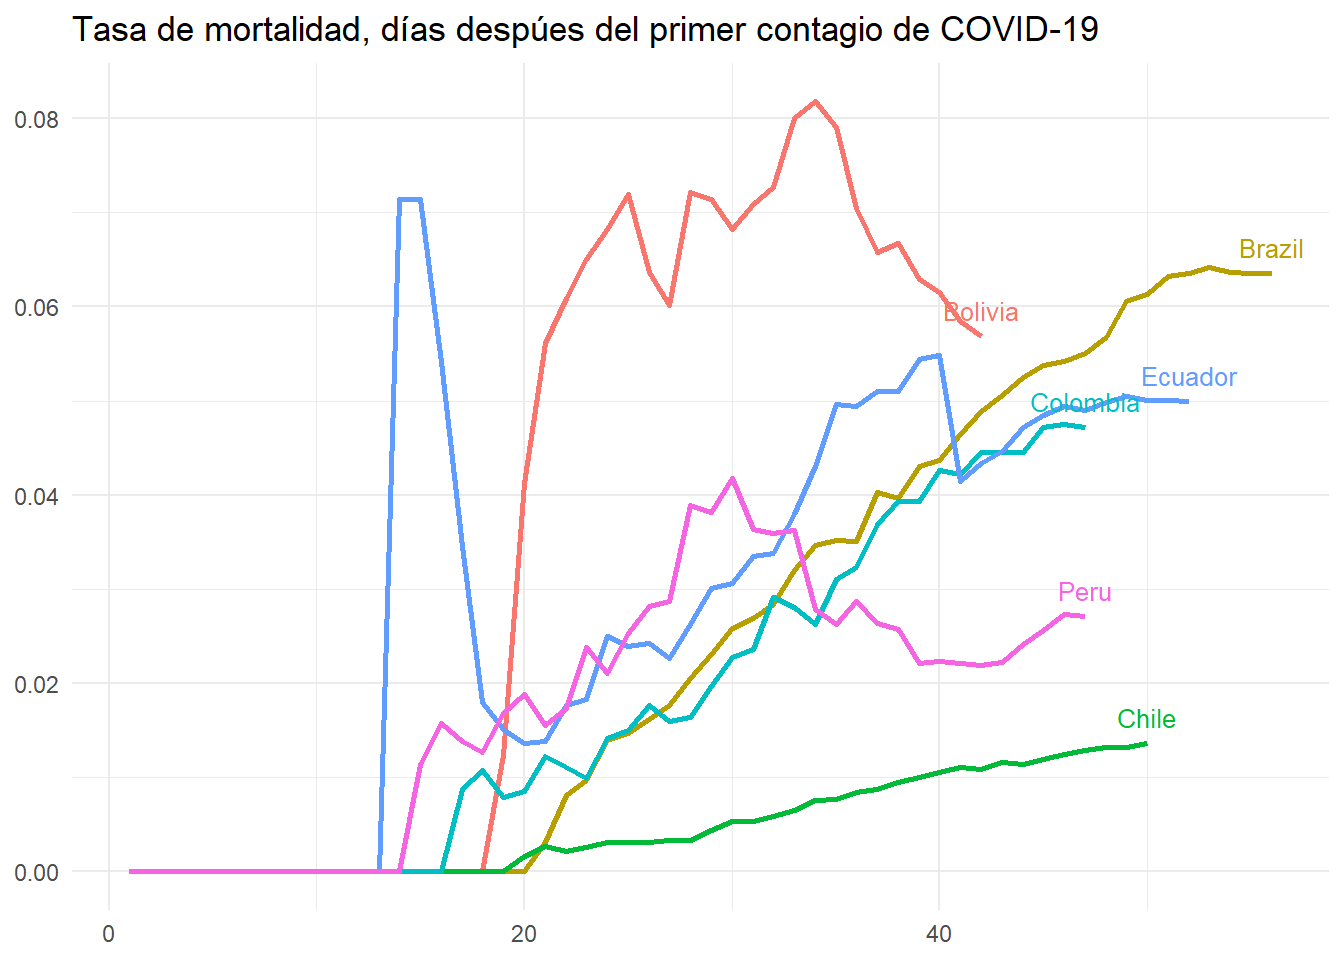 Tasa de mortalidad, días despúes del primer contagio de COVID-19
0.08
Brazil
0.06
Bolivia
Ecuador
Colombia
0.04
Peru
0.02
Chile
0.00
0
20
40